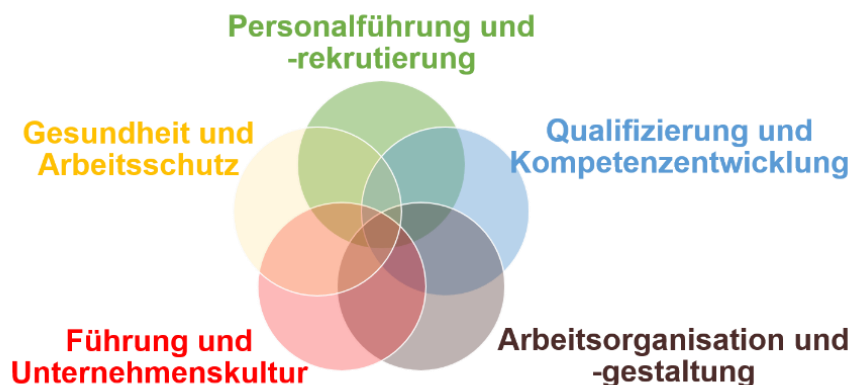 Personalführung und
-rekrutierung
Gesundheit und
Arbeitsschutz
Qualifizierung und
Kompetenzentwicklung
Führung und
Unternehmenskultur
Arbeitsorganisation und
-gestaltung